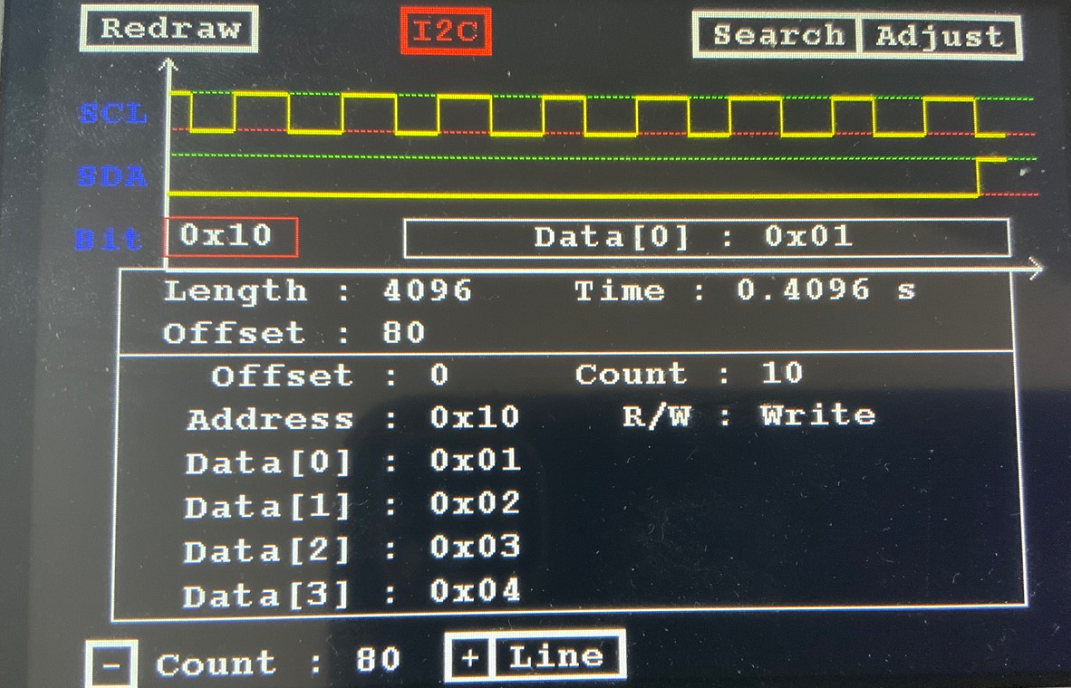 Redraw I2C Search Adjust
SCL
SDA
Bit 0x10 Data[0] : 0x01
Length : 4096 Time : 0.4096 s
Offset : 80
Offset : 0 Count : 10
Address : 0x10 R/W : Write
Data[0] : 0x01
Data[1] : 0x02
Data[2] : 0x03
Data[3] : 0x04
- Count : 80 + Line